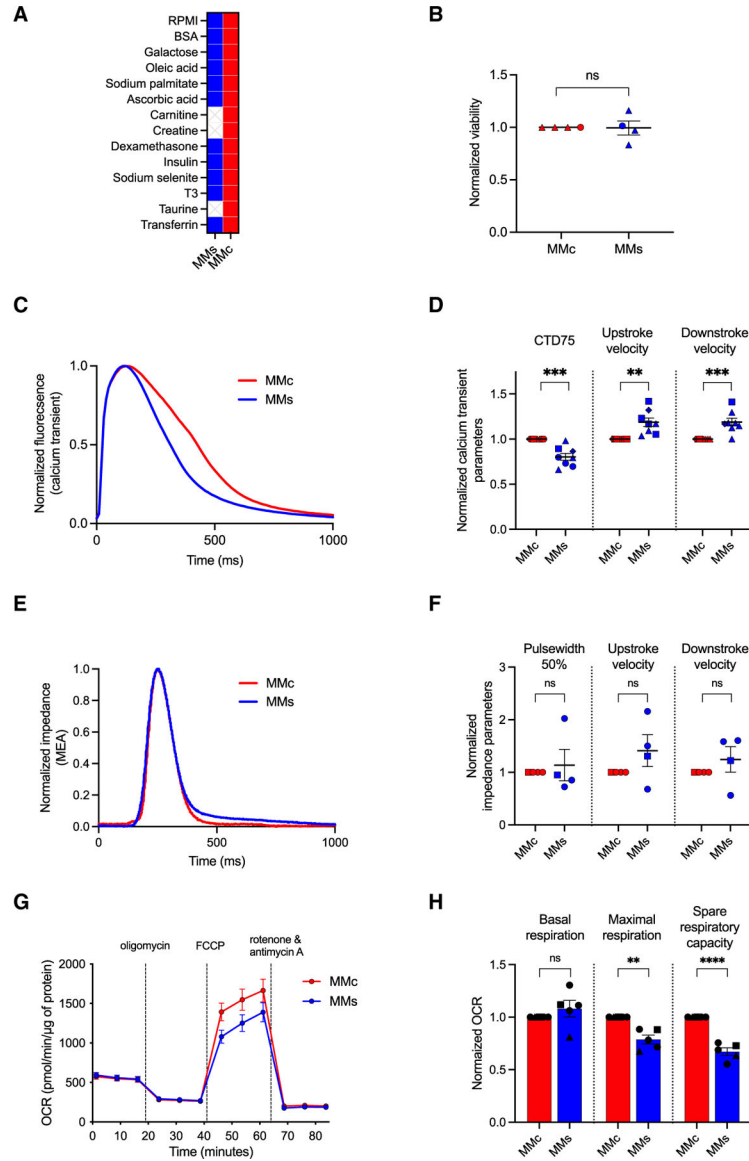 A
RPMI
BSA
Galactose
Oleic acid
Sodium palmitate
Ascorbic acid
Carnitine
Creatine
Dexamethasone
Insulin
Sodium selenite
T3
Taurine
Transferrin
MMs
MMc
B
Normalized viability
1.5
1.0
0.5
0.0
ns
MMc
MMs
C
Normalized fluorecsence
(calcium transient)
1.0
0.5
0.0
0
500
1000
Time (ms)
MMc
MMs
D
Normalized calcium transient
parameters
CTD75
Upstroke
velocity
Downstroke
velocity
1.5
1.0
0.5
0.0
***
**
***
MMc
MMs
MMc
MMs
MMc
MMs
E
Normalized impedance
(MEA)
1.0
0.8
0.6
0.4
0.2
0.0
0
500
1000
Time (ms)
MMc
MMs
F
Normalized
impedance parameters
Pulsewidth
50%
Upstroke
velocity
Downstroke
velocity
3
2
1
0
ns
ns
ns
MMc
MMs
MMc
MMs
MMc
MMs
G
oligomycin
FCCP
rotenone &
antimycin A
OCR (pmol/min/µg of protein)
2000
1500
1000
500
0
0
10
20
30
40
50
60
70
80
Time (minutes)
MMc
MMs
H
Normaized OCR
Basal
respiration
Maximal
respiration
Spare
respiratory
capacity
1.5
1.0
0.5
0.0
ns
**
****
MMc
MMs
MMc
MMs
MMc
MMs